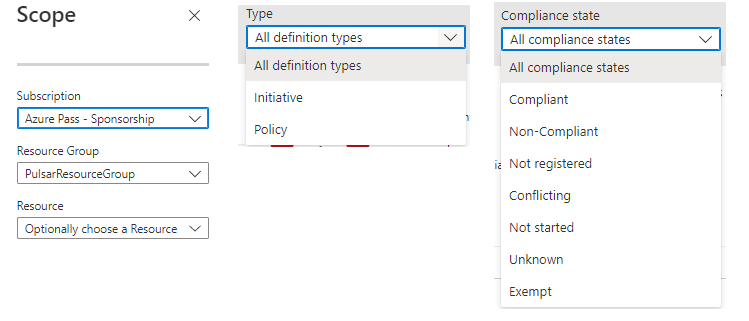 Scope
Subscription
Azure Pass - Sponsorship
Resource Group
PulsarResourceGroup
Resource
Optionally choose a Resource
Type
All definition types
All definition types
Initiative
Policy
Compliance state
All compliance states
All compliance states
Compliant
Non-Compliant
Not registered
Conflicting
Not started
Unknown
Exempt